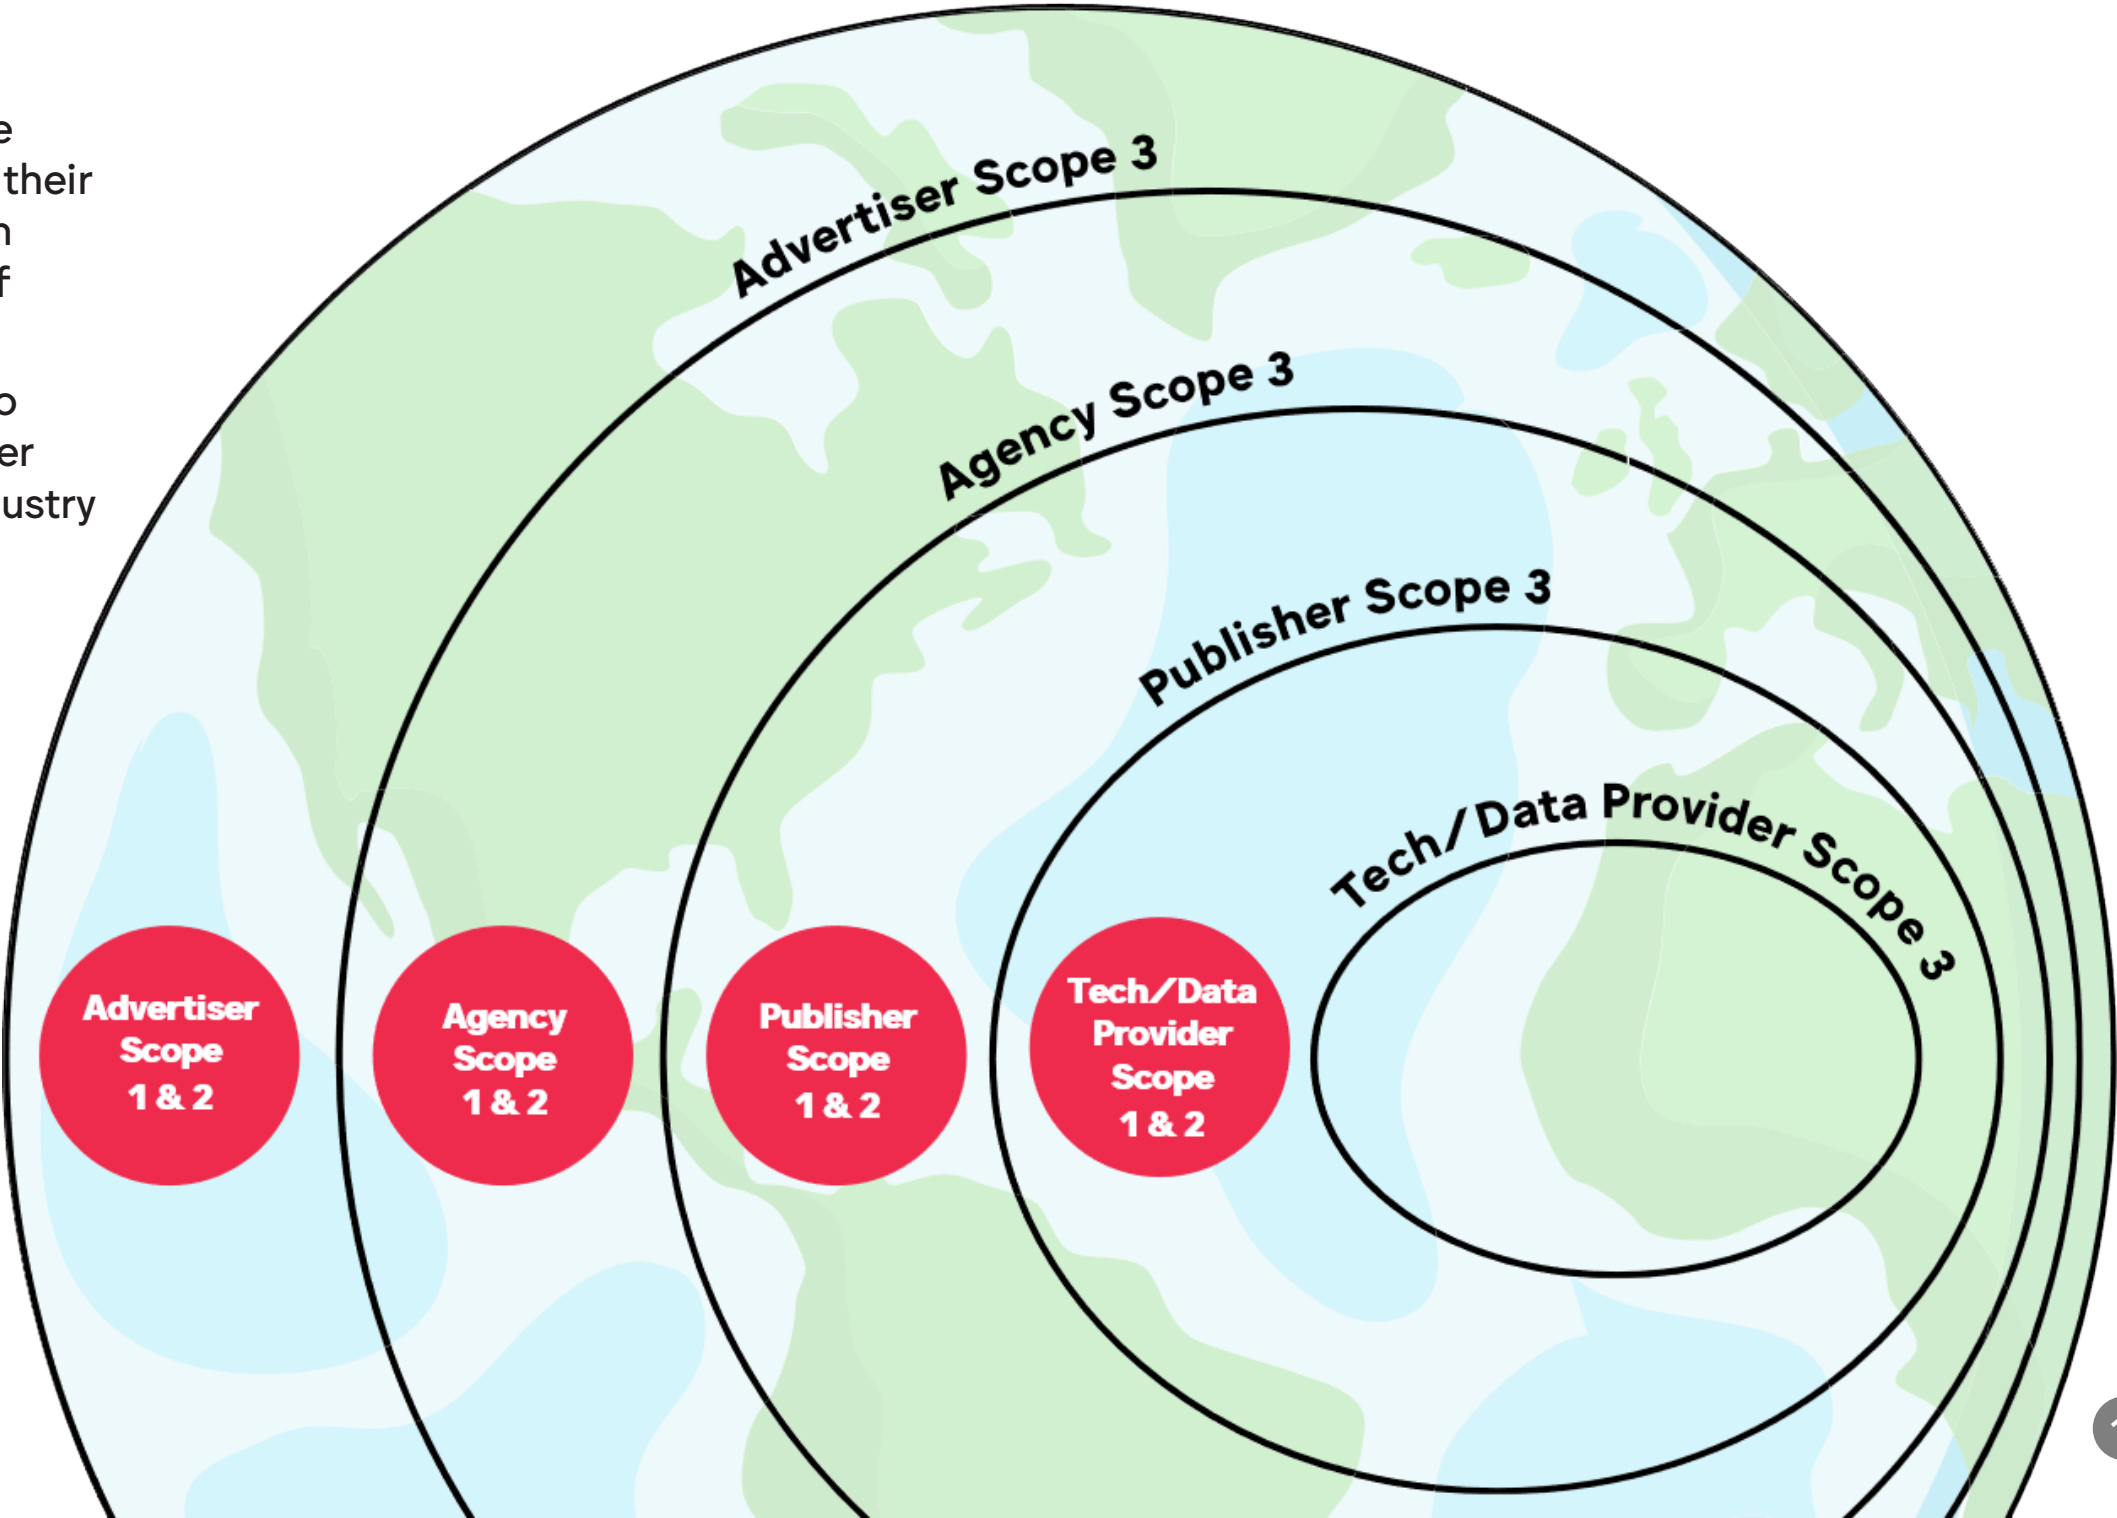 e
their
n
f
o
er
ustry
Advertiser Scope 3
Agency Scope 3
Publisher Scope 3
Tech/Data Provider Scope 3
Advertiser
Scope
1 & 2
Agency
Scope
1 & 2
Publisher
Scope
1 & 2
Tech/Data
Provider
Scope
1 & 2